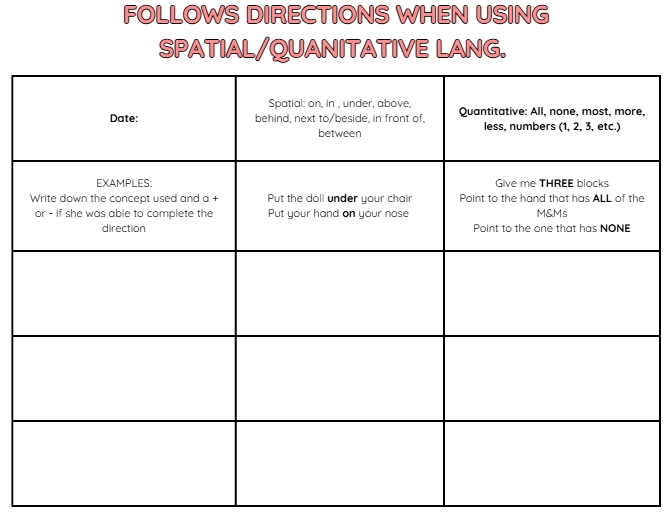 FOLLOWS DIRECTIONS WHEN USING
SPATIAL/QUANITATIVE LANG.
Date:
Spatial: on, in , under, above,
behind, next to/beside, in front of,
between
Quantitative: All, none, most, more,
less, numbers (1, 2, 3, etc.)
EXAMPLES:
Write down the concept used and a +
or - if she was able to complete the
direction
Put the doll under your chair
Put your hand on your nose
Give me THREE blocks
Point to the hand that has ALL of the
M&Ms
Point to the one that has NONE